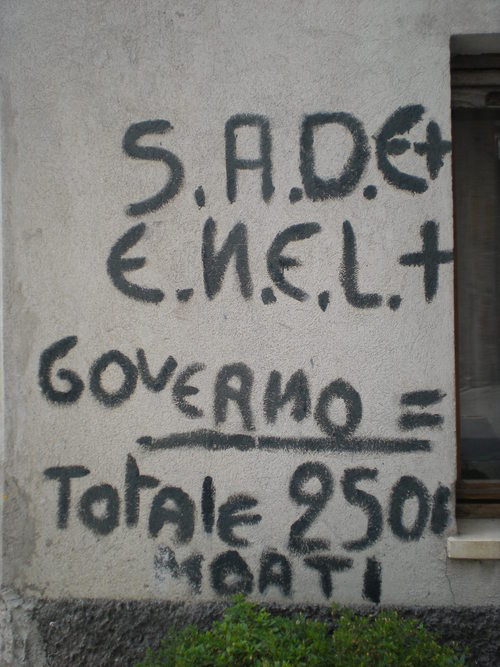 S.A.D.E+
E.N.E.L.+
GOVERNO =
TotAlE 2500
MORTI